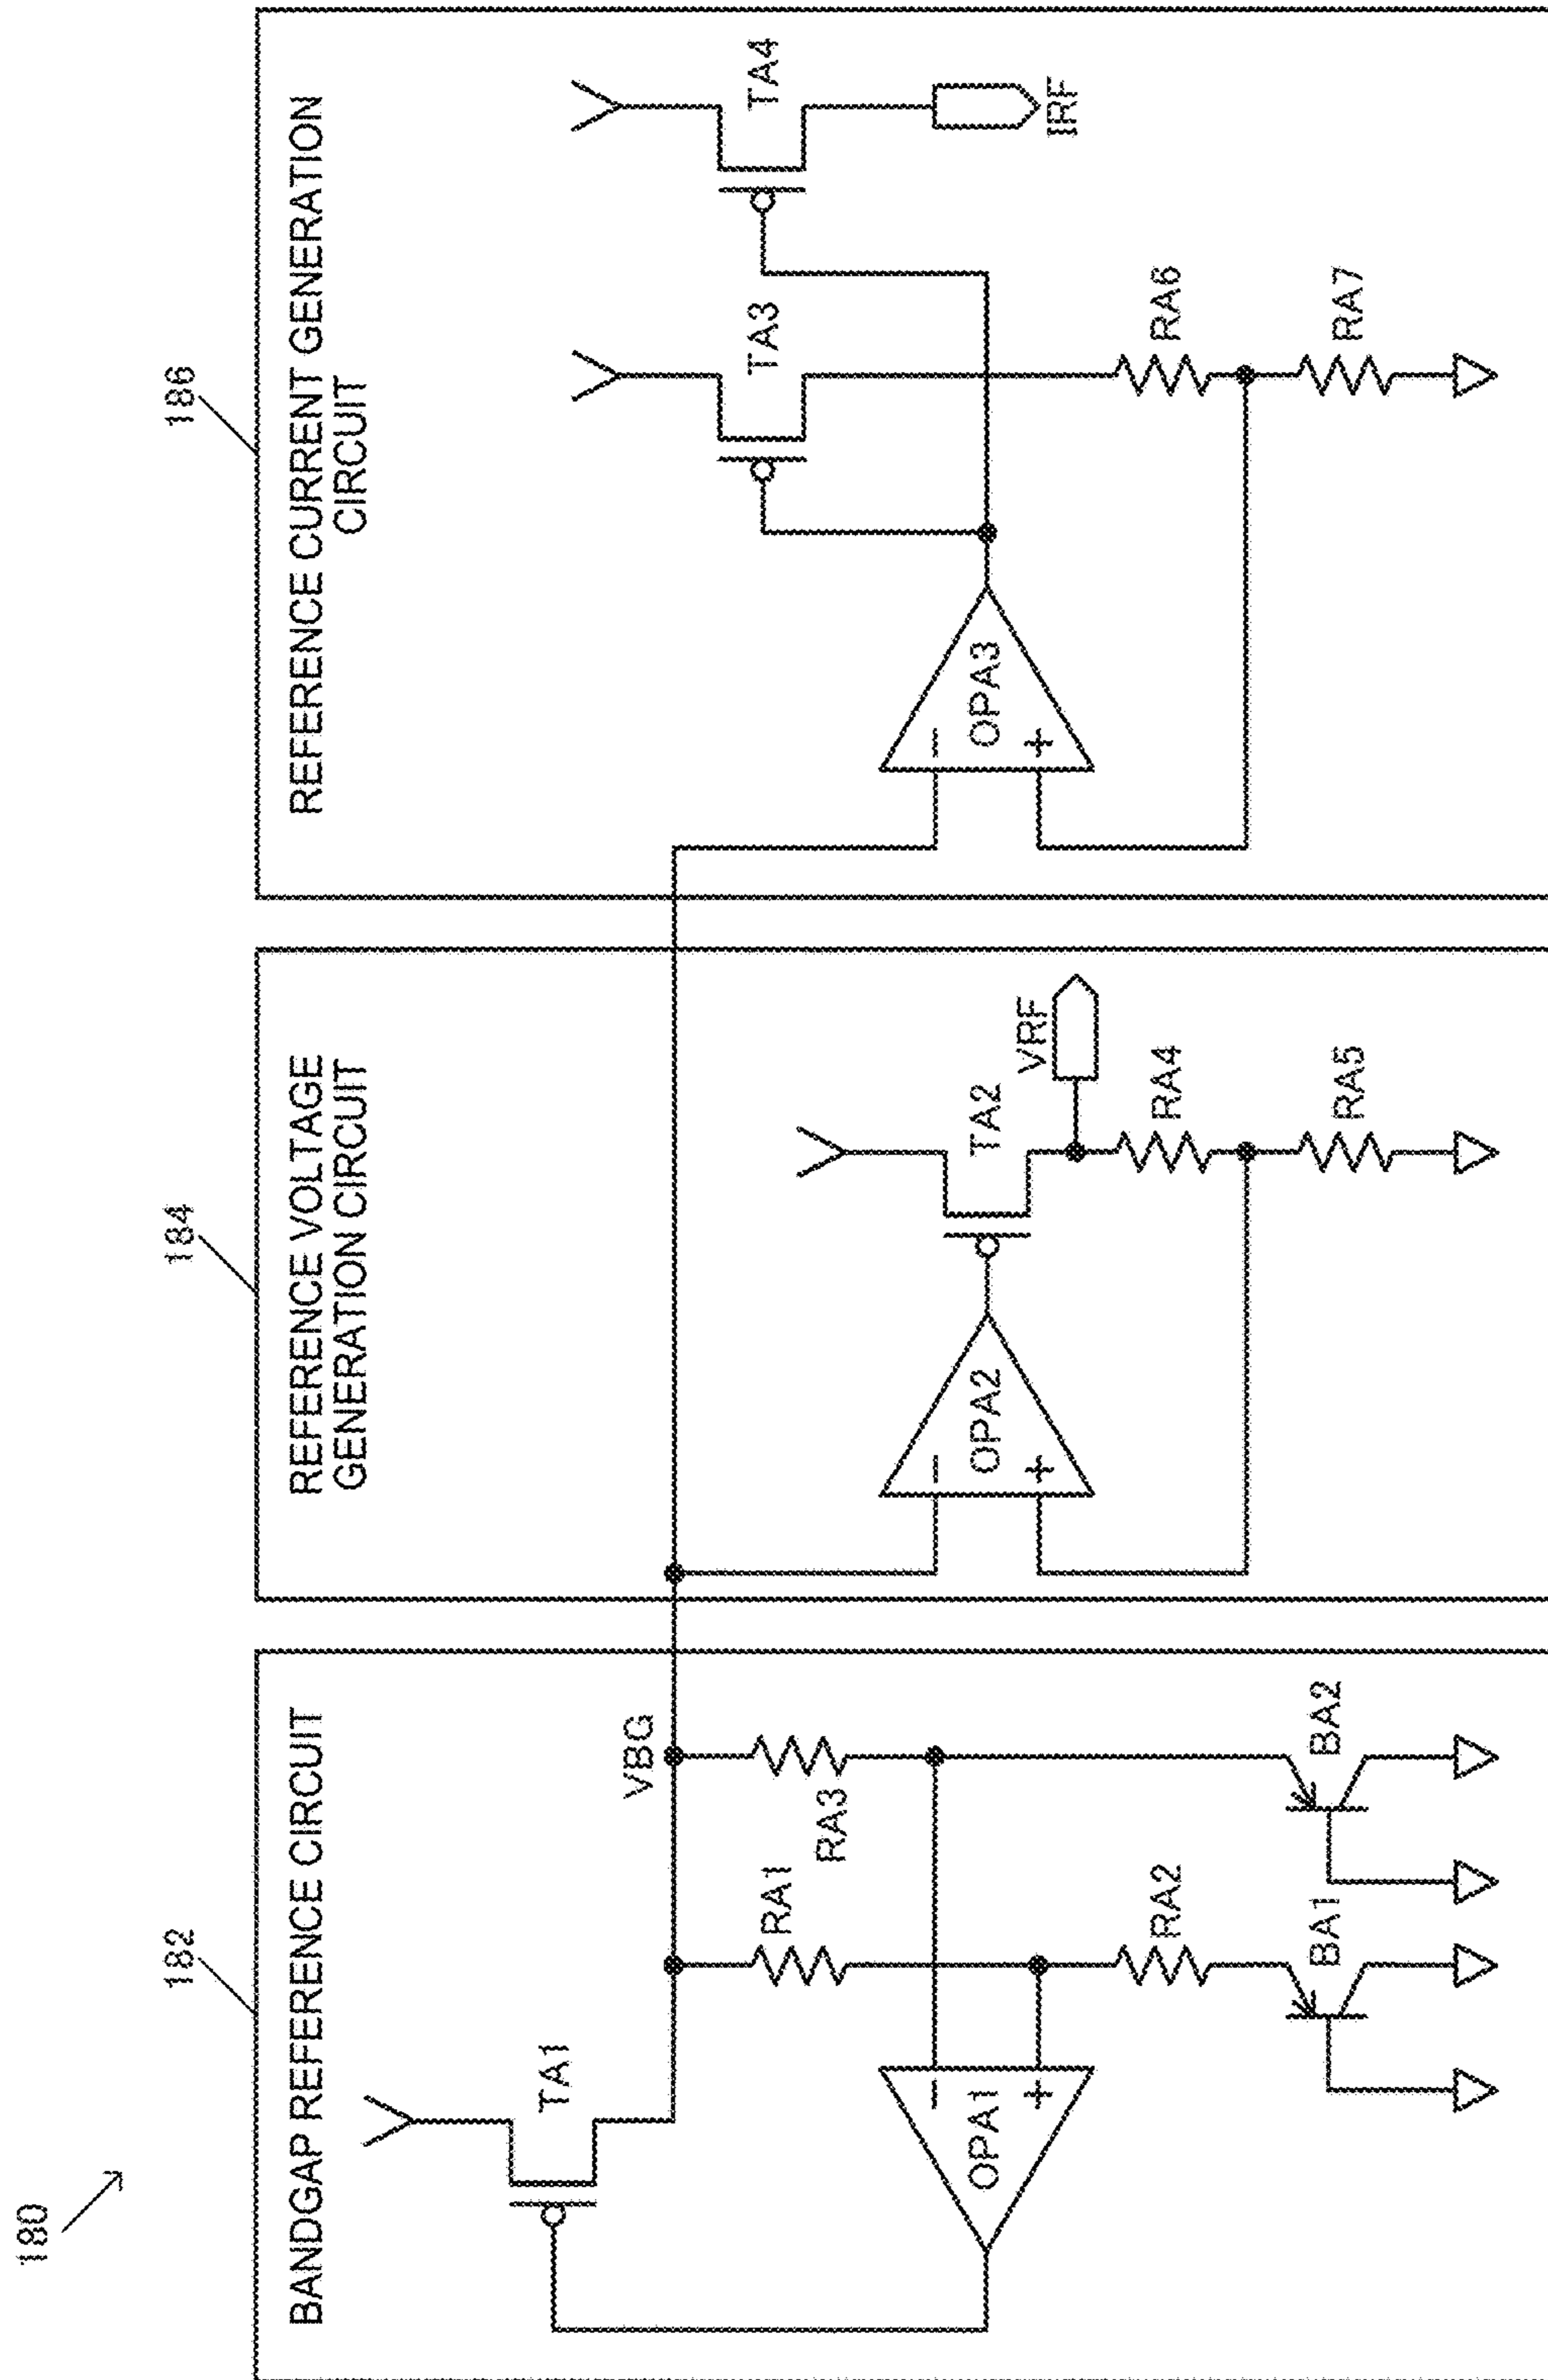 180
182
BANDGAP REFERENCE CIRCUIT
TA1
VBG
RA1
RA3
OPA1
−
+
RA2
BA1
BA2
184
REFERENCE VOLTAGE
GENERATION CIRCUIT
OPA2
−
+
TA2
VRF
RA4
RA5
186
REFERENCE CURRENT GENERATION
CIRCUIT
OPA3
−
+
TA3
TA4
IRF
RA6
RA7